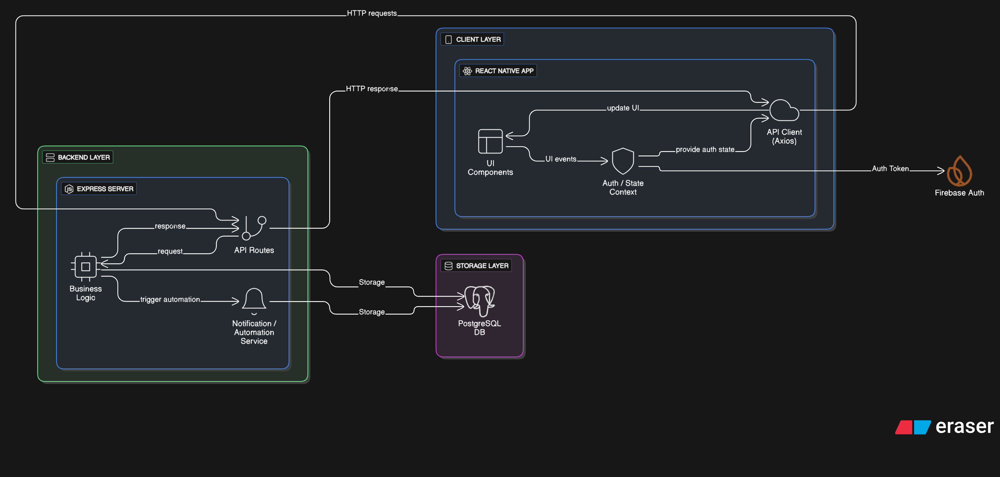 HTTP requests
CLIENT LAYER
REACT NATIVE APP
HTTP response
update UI
API Client
(Axios)
provide auth state
UI events
UI
Components
Auth / State
Context
Auth Token
Firebase Auth
BACKEND LAYER
JS EXPRESS SERVER
response
request
API Routes
Business
Logic
trigger automation
Notification /
Automation
Service
Storage
Storage
STORAGE LAYER
PostgreSQL
DB
eraser